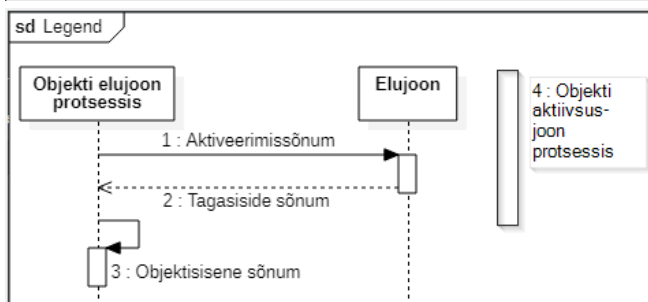 sd Legend
Objekti elujoon
protsessis
Elujoon
4 : Objekti
aktiivsus-
joon
protsessis
1 : Aktiveerimissõnum
2 : Tagasiside sõnum
3 : Objektisisene sõnum